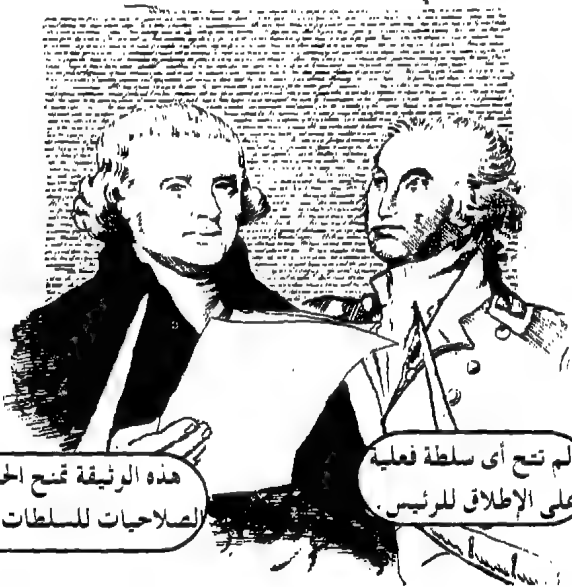 هذه الوثيقة تمنح
الصلاحيات للسلطات
لم تتح أى سلطة فعلية
على الإطلاق للرئيس.